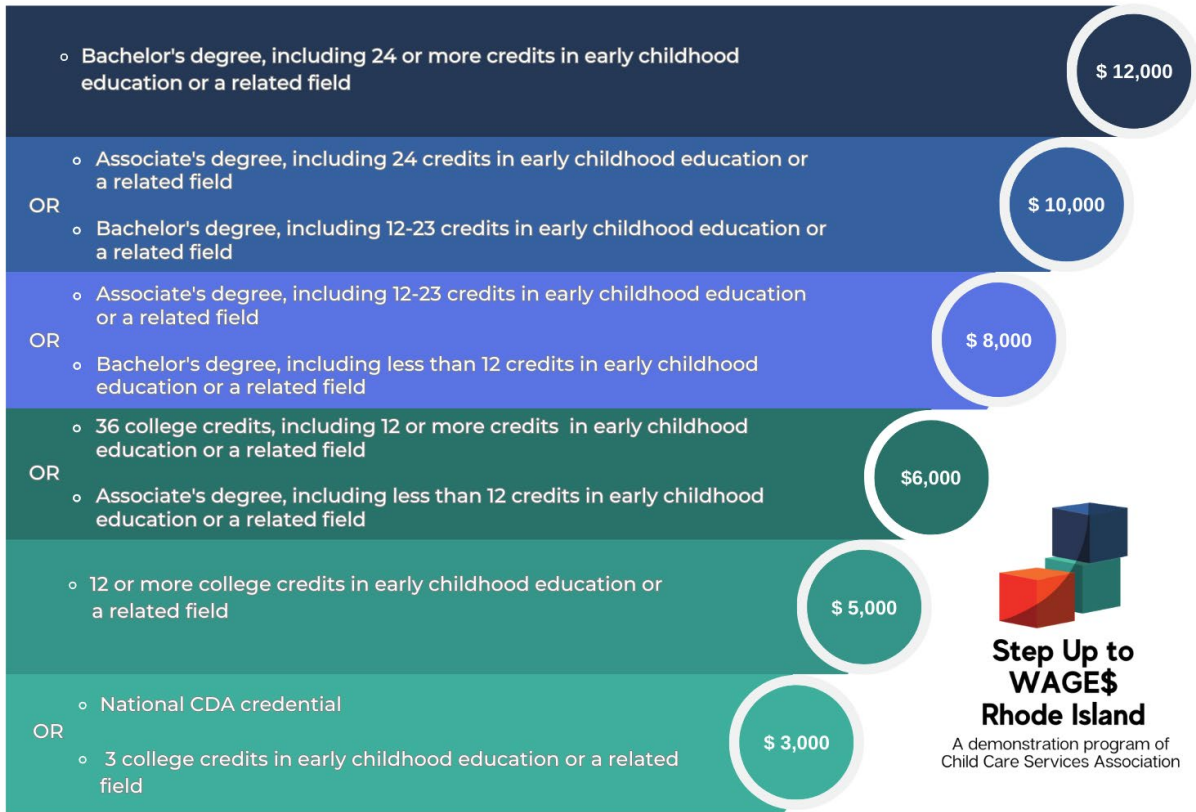 Bachelor's degree, including 24 or more credits in early childhood
education or a related field
$ 12,000
Associate's degree, including 24 credits in early childhood education or
a related field
OR
Bachelor's degree, including 12-23 credits in early childhood education or
a related field
$ 10,000
Associate's degree, including 12-23 credits in early childhood education
or a related field
OR
Bachelor's degree, including less than 12 credits in early childhood
education or a related field
$ 8,000
36 college credits, including 12 or more credits in early childhood
education or a related field
OR
Associate's degree, including less than 12 credits in early childhood
education or a related field
$6,000
12 or more college credits in early childhood education or
a related field
$ 5,000
National CDA credential
OR
3 college credits in early childhood education or a related
field
$ 3,000
Step Up to
WAGE$
Rhode Island
A demonstration program of
Child Care Services Association